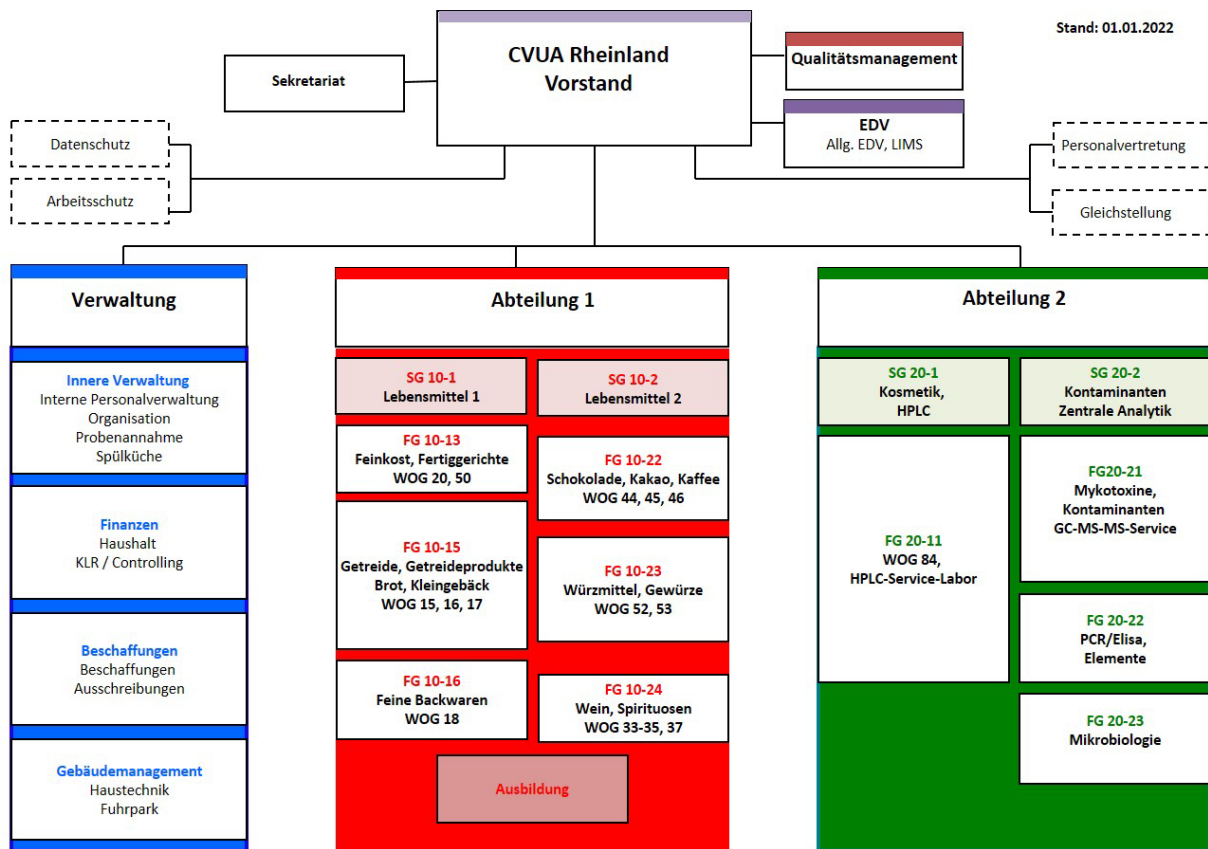 Stand: 01.01.2022
CVUA Rheinland
Vorstand
Sekretariat
Qualitätsmanagement
EDV
Allg. EDV, LIMS
Datenschutz
Arbeitsschutz
Personalvertretung
Gleichstellung
Verwaltung
Innere Verwaltung
Interne Personalverwaltung
Organisation
Probenannahme
Spülküche
Finanzen
Haushalt
KLR / Controlling
Beschaffungen
Beschaffungen
Ausschreibungen
Gebäudemanagement
Haustechnik
Fuhrpark
Abteilung 1
SG 10-1
Lebensmittel 1
FG 10-13
Feinkost, Fertiggerichte
WOG 20, 50
FG 10-15
Getreide, Getreideprodukte
Brot, Kleingebäck
WOG 15, 16, 17
FG 10-16
Feine Backwaren
WOG 18
SG 10-2
Lebensmittel 2
FG 10-22
Schokolade, Kakao, Kaffee
WOG 44, 45, 46
FG 10-23
Würzmittel, Gewürze
WOG 52, 53
FG 10-24
Wein, Spirituosen
WOG 33-35, 37
Ausbildung
Abteilung 2
SG 20-1
Kosmetik,
HPLC
FG 20-11
WOG 84,
HPLC-Service-Labor
SG 20-2
Kontaminanten
Zentrale Analytik
FG20-21
Mykotoxine,
Kontaminanten
GC-MS-MS-Service
FG 20-22
PCR/Elisa,
Elemente
FG 20-23
Mikrobiologie